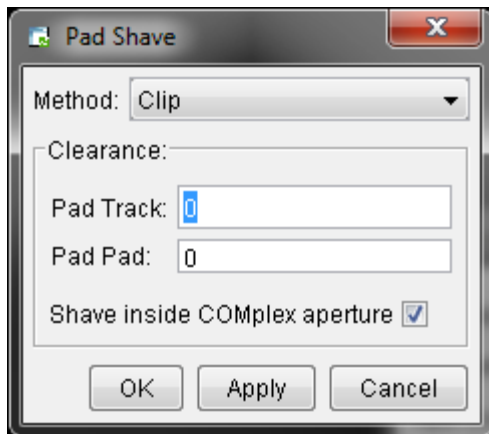 Pad Shave
Method: Clip
Clearance:
Pad Track: 0
Pad Pad: 0
Shave inside COMplex aperture
OK Apply Cancel